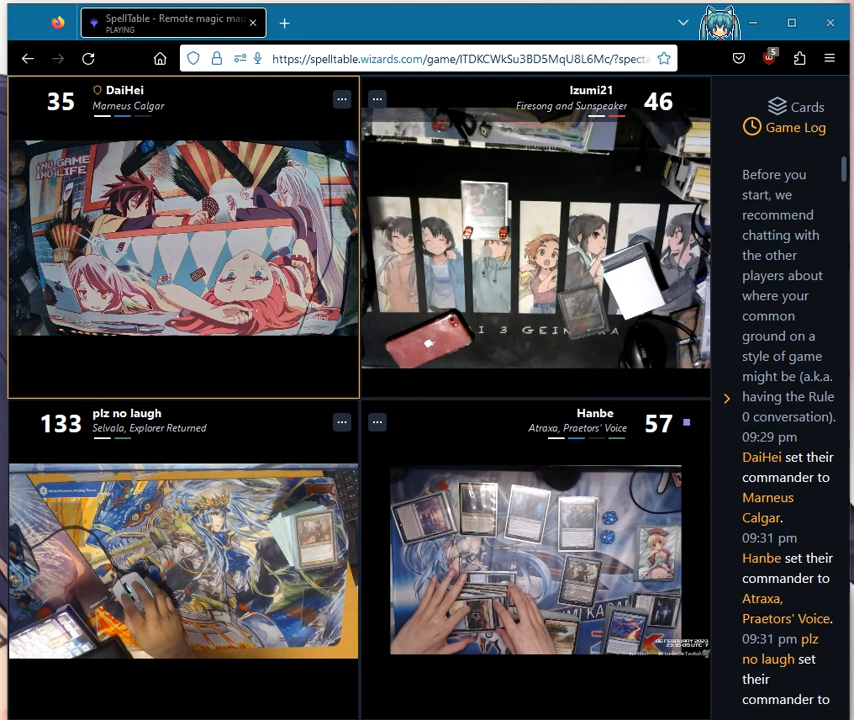 SpellTable - Remote magic mad
PLAYING
https://spelltable.wizards.com/game/ITDKCWkSu3BD5MqU8L6Mc/?specta
5
35
DaiHei
Marneus Calgar
Izumi21
Firesong and Sunspeaker
46
NO GAME
NO LIFE
133
plz no laugh
Selvala, Explorer Returned
Hanbe
Atraxa, Praetors' Voice
57
Cards
Game Log
Before you
start, we
recommend
chatting with
the other
players about
where your
common
ground on a
style of game
might be (a.k.a.
having the Rule
0 conversation).
09:29 pm
DaiHei set their
commander to
Marneus
Calgar.
09:31 pm
Hanbe set their
commander to
Atraxa,
Praetors' Voice.
09:31 pm plz
no laugh set
their
commander to